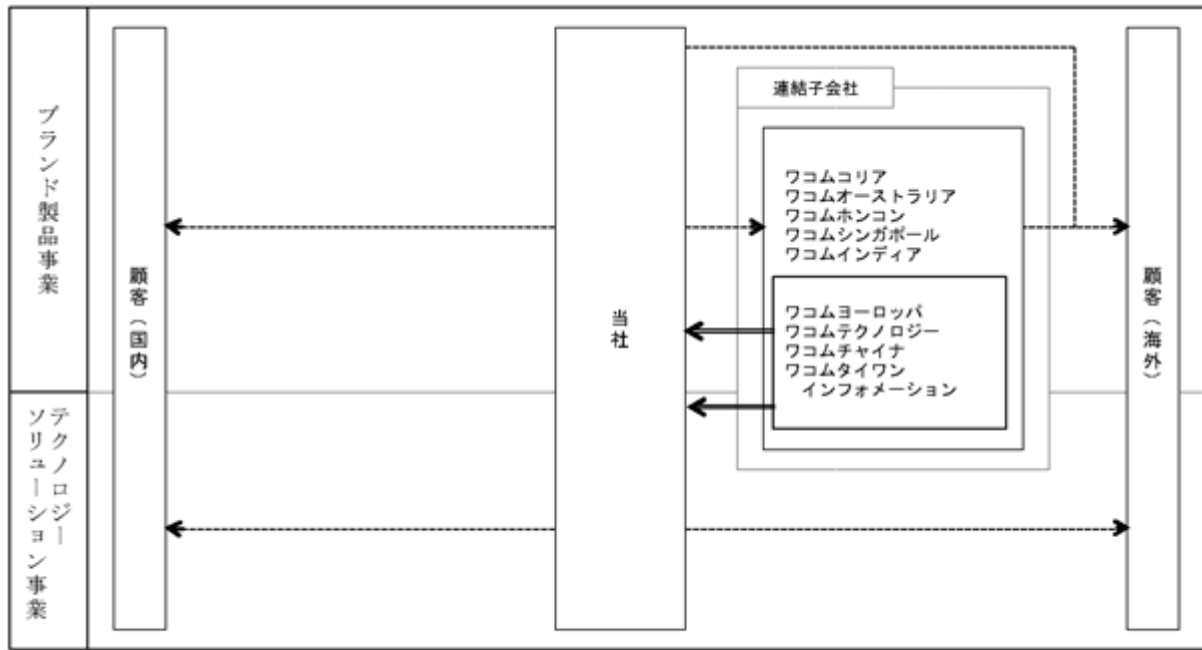 ブランド製品事業
テクノロジー
ソリューション事業
顧客（国内）
当社
連結子会社
ワコムコリア
ワコムオーストラリア
ワコムホンコン
ワコムシンガポール
ワコムインディア
ワコムヨーロッパ
ワコムテクノロジー
ワコムチャイナ
ワコムタイワン
インフォメーション
顧客（海外）